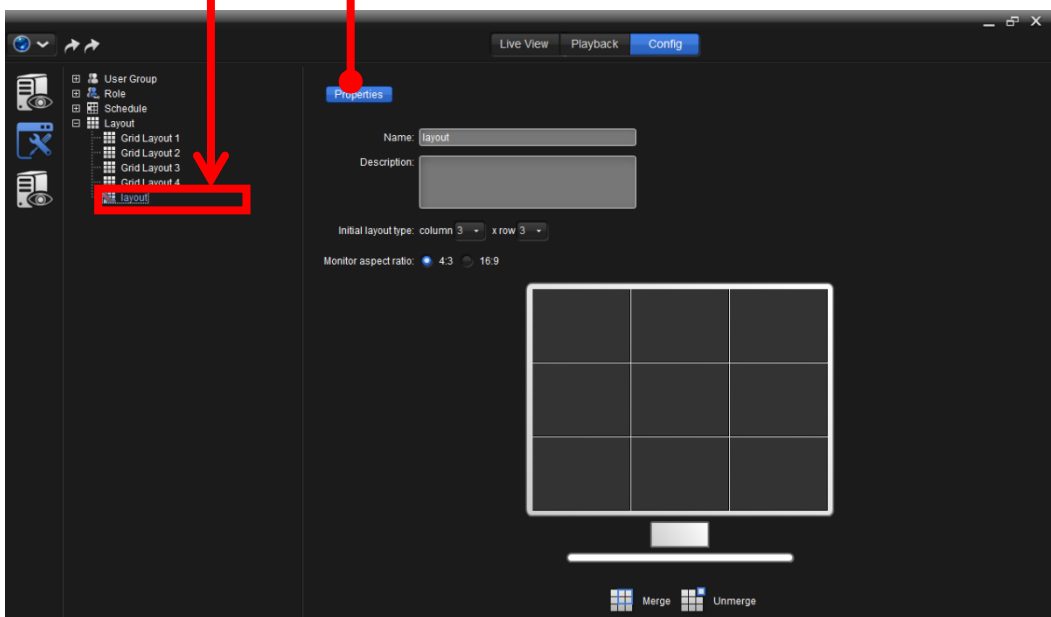 Live View Playback Config
User Group
Role
Schedule
Layout
Grid Layout 1
Grid Layout 2
Grid Layout 3
Grid Layout 4
layout
Properties
Name: layout
Description:
Initial layout type: column 3 x row 3
Monitor aspect ratio: 4:3 16:9
Merge Unmerge